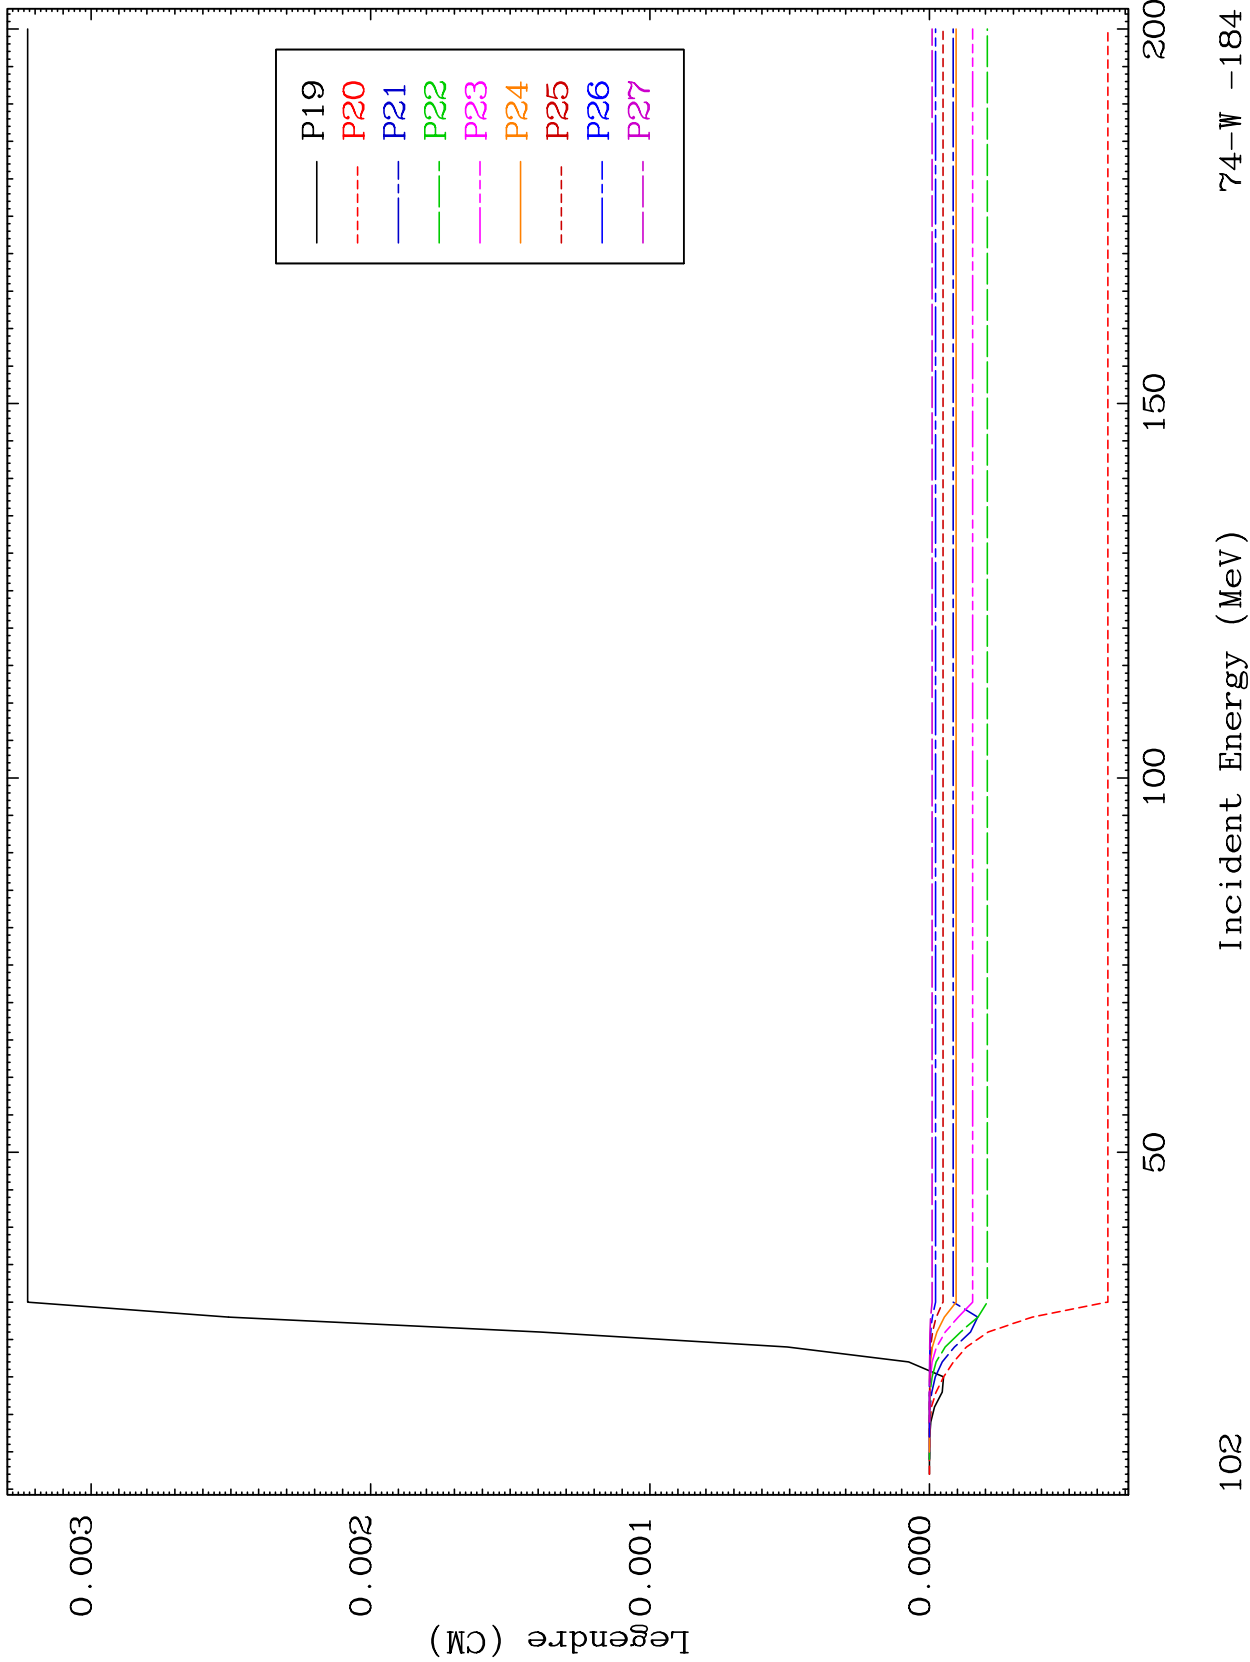 P19
P20
P21
P22
P23
P24
P25
P26
P27
Legendre (CM)
0.003
0.002
0.001
0.000
50
100
150
200
102
Incident Energy (MeV)
74-W -184